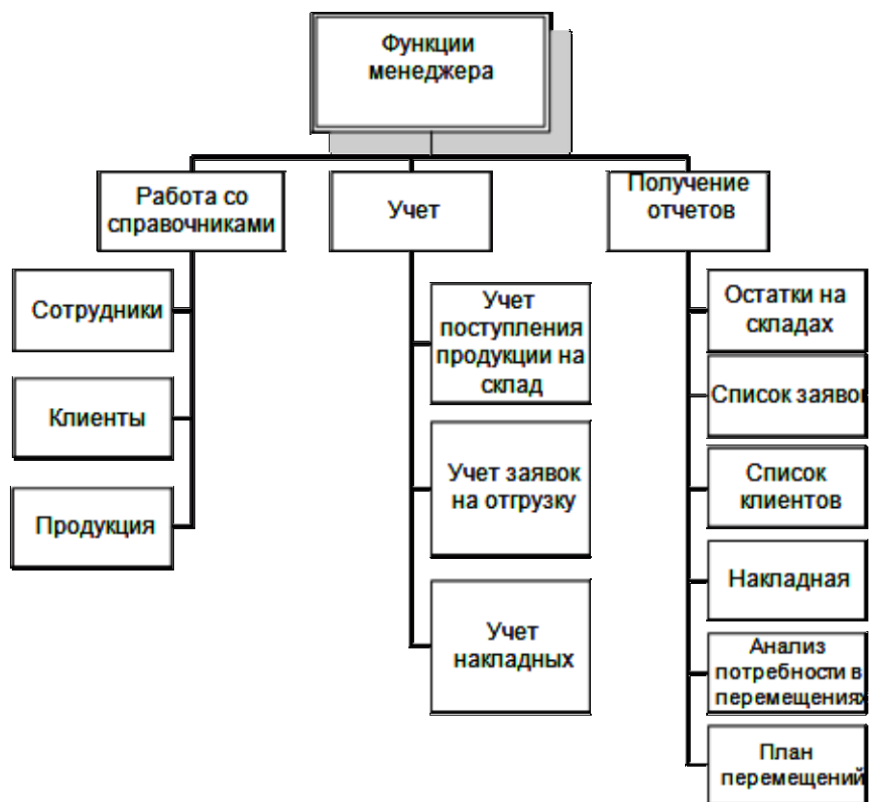 Функции
менеджера
Работа со
справочниками
Учет
Получение
отчетов
Сотрудники
Клиенты
Продукция
Учет
поступления
продукции на
склад
Учет заявок
на отгрузку
Учет
накладных
Остатки на
складах
Список заявок
Список
клиентов
Накладная
Анализ
потребности в
перемещениях
План
перемещений